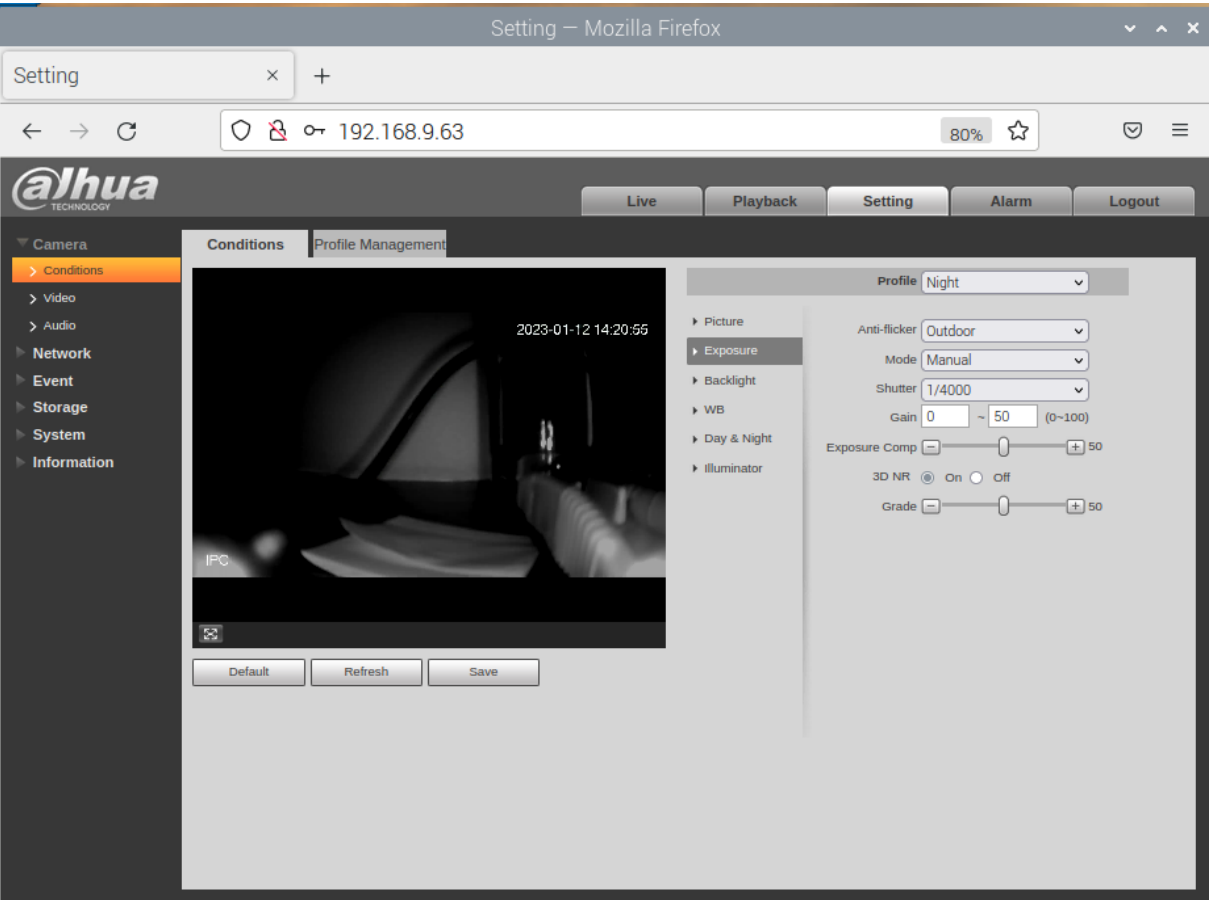 Setting — Mozilla Firefox
Setting
192.168.9.63
80%
alhua
TECHNOLOGY
Live
Playback
Setting
Alarm
Logout
Camera
Conditions
Video
Audio
Network
Event
Storage
System
Information
Conditions
Profile Management
2023-01-12 14:20:55
IPC
Default
Refresh
Save
Profile Night
Picture
Exposure
Backlight
WB
Day & Night
Illuminator
Anti-flicker Outdoor
Mode Manual
Shutter 1/4000
Gain 0 ~ 50 (0~100)
Exposure Comp − + 50
3D NR On Off
Grade − + 50